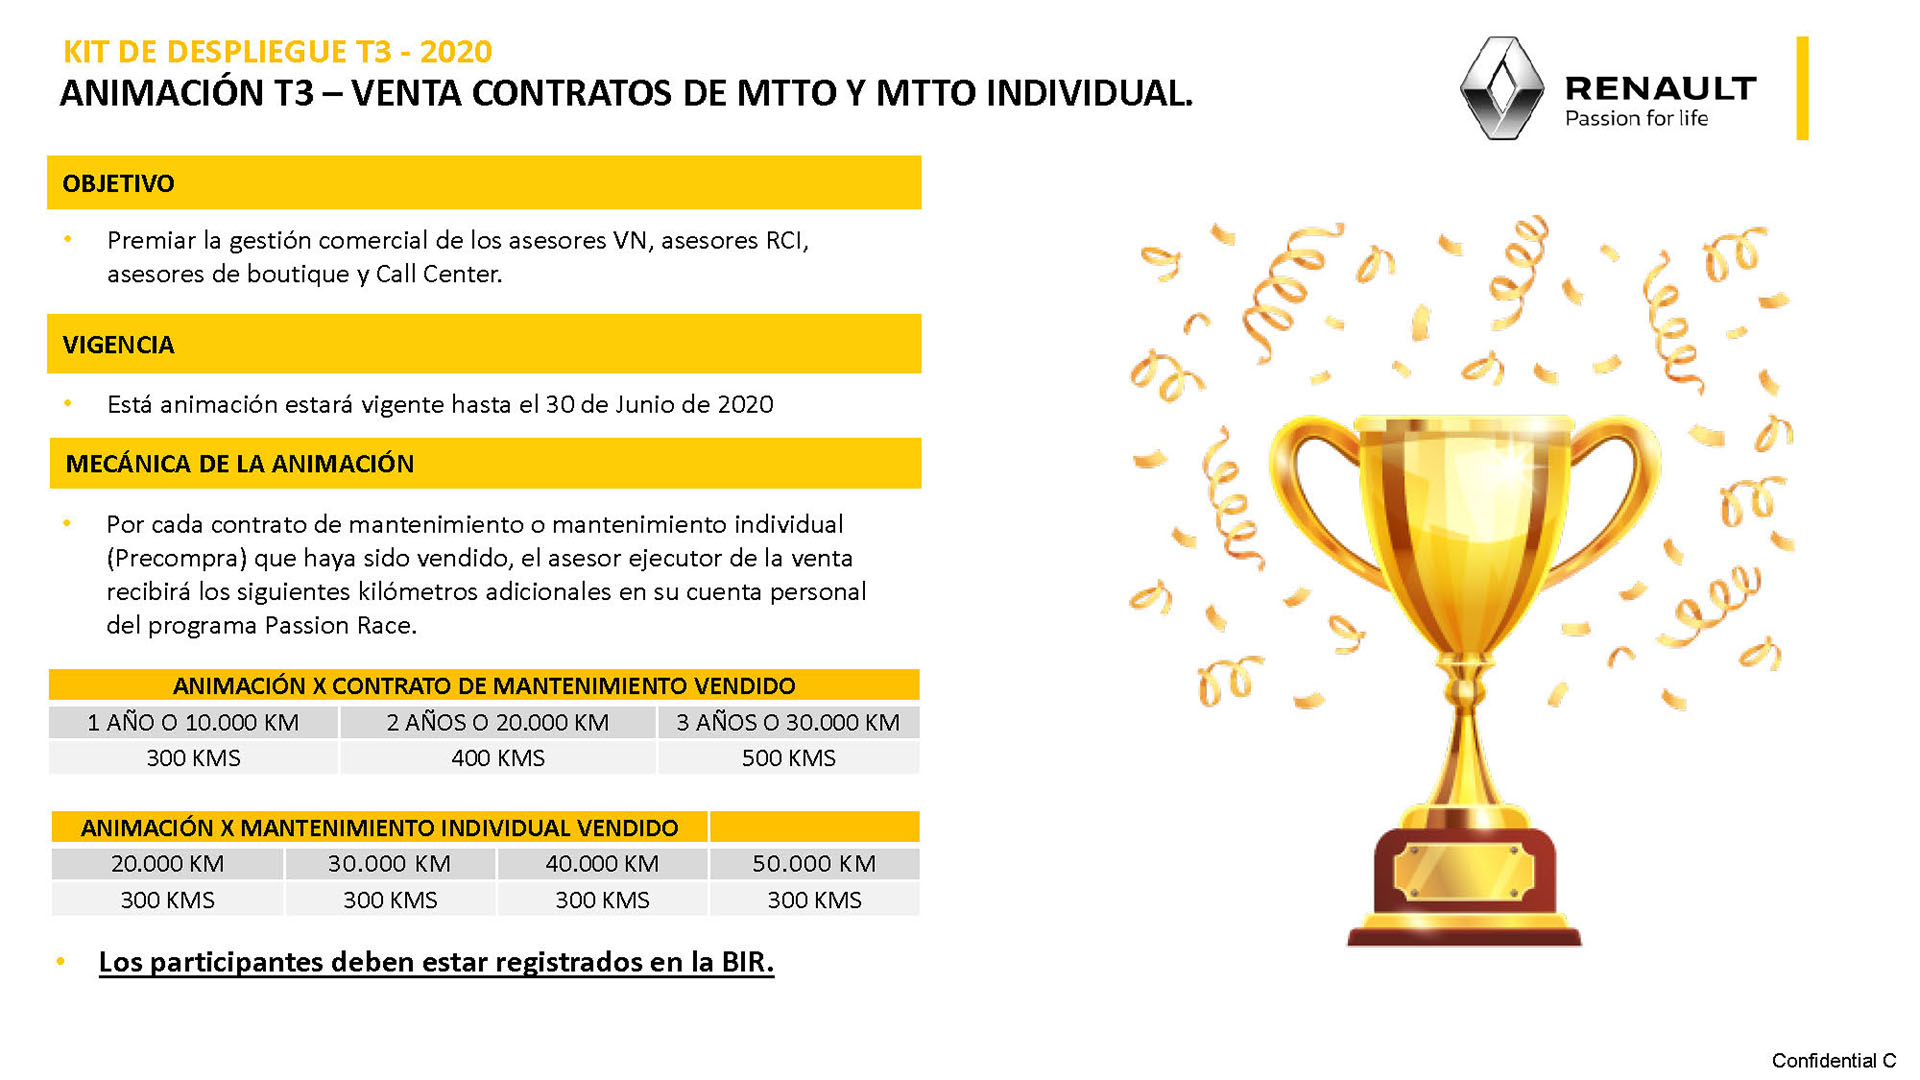 KIT DE DESPLIEGUE T3 - 2020
ANIMACIÓN T3 – VENTA CONTRATOS DE MTTO Y MTTO INDIVIDUAL.
RENAULT
Passion for life
OBJETIVO
• Premiar la gestión comercial de los asesores VN, asesores RCI,
asesores de boutique y Call Center.
VIGENCIA
• Está animación estará vigente hasta el 30 de Junio de 2020
MECÁNICA DE LA ANIMACIÓN
• Por cada contrato de mantenimiento o mantenimiento individual
(Precompra) que haya sido vendido, el asesor ejecutor de la venta
recibirá los siguientes kilómetros adicionales en su cuenta personal
del programa Passion Race.
ANIMACIÓN X CONTRATO DE MANTENIMIENTO VENDIDO
1 AÑO O 10.000 KM 2 AÑOS O 20.000 KM 3 AÑOS O 30.000 KM
300 KMS 400 KMS 500 KMS
ANIMACIÓN X MANTENIMIENTO INDIVIDUAL VENDIDO
20.000 KM 30.000 KM 40.000 KM 50.000 KM
300 KMS 300 KMS 300 KMS 300 KMS
• Los participantes deben estar registrados en la BIR.
Confidential C